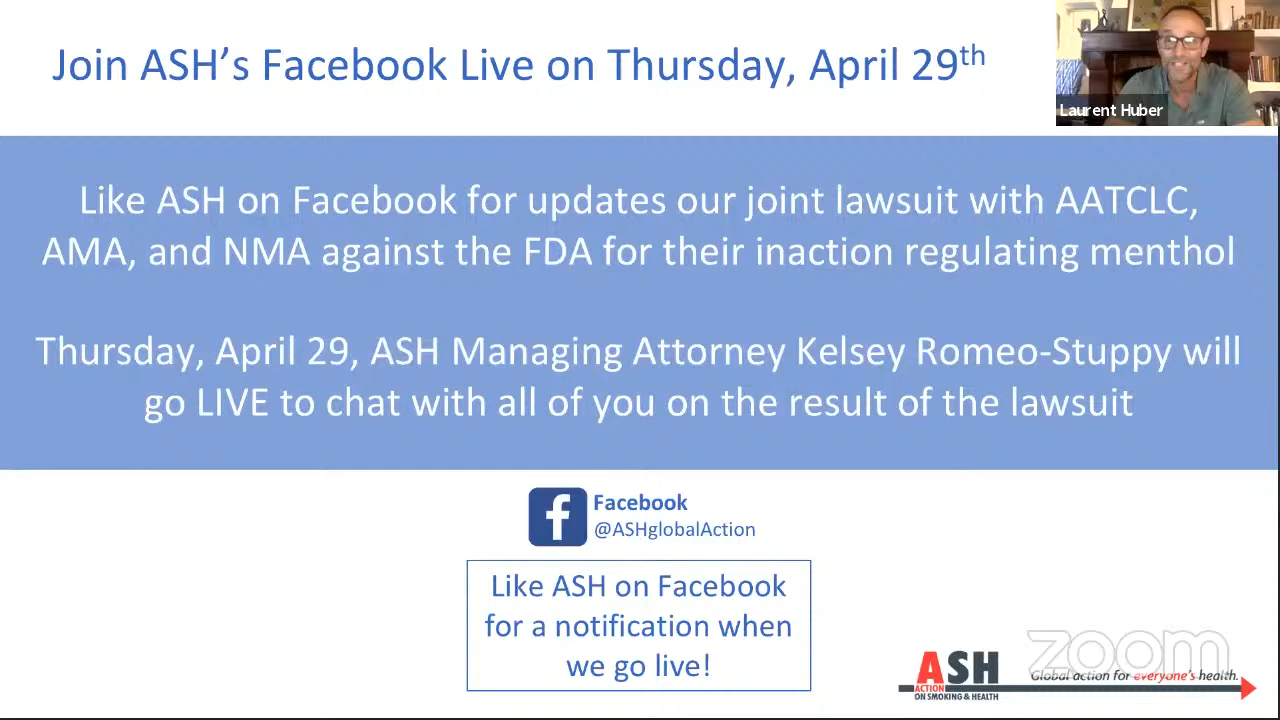 Join ASH's Facebook Live on Thursday, April 29th
Laurent Huber
Like ASH on Facebook for updates our joint lawsuit with AATCLC,
AMA, and NMA against the FDA for their inaction regulating menthol
Thursday, April 29, ASH Managing Attorney Kelsey Romeo-Stuppy will
go LIVE to chat with all of you on the result of the lawsuit
Facebook
@ASHglobalAction
Like ASH on Facebook
for a notification when
we go live!
zoom
ASH
Global action for everyone's health.
ACTION
ON SMOKING & HEALTH